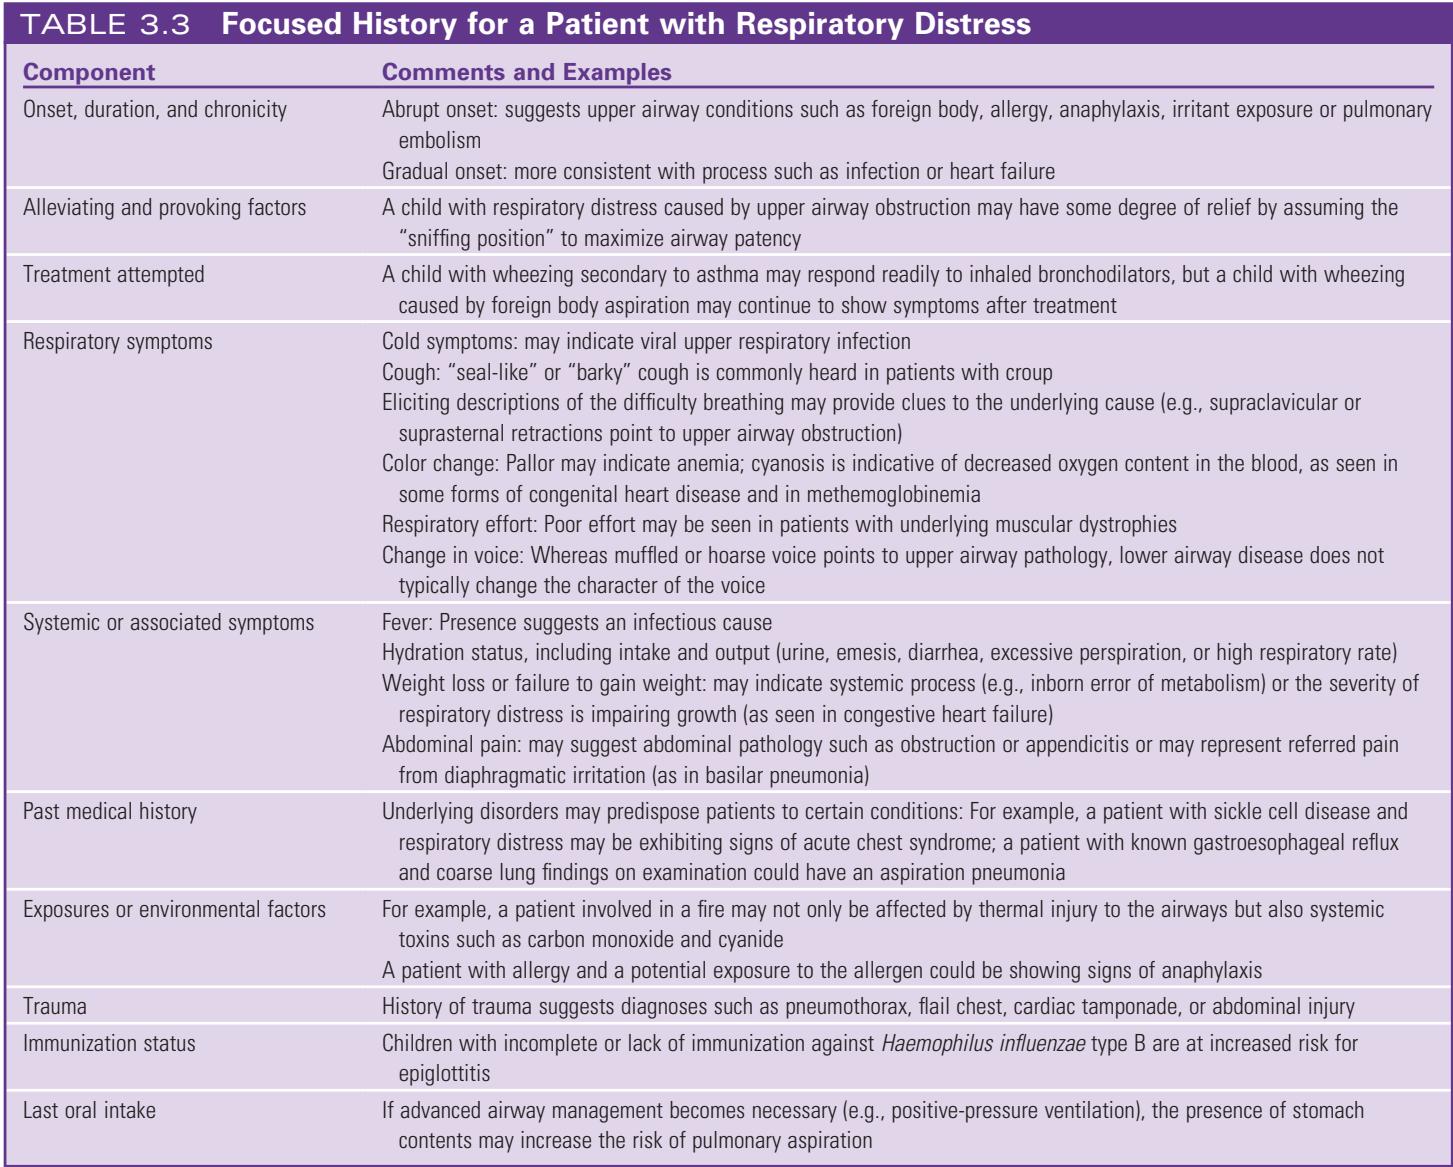 TABLE 3.3 Focused History for a Patient with Respiratory Distress
Component Comments and Examples
Onset, duration, and chronicity Abrupt onset: suggests upper airway conditions such as foreign body, allergy, anaphylaxis, irritant exposure or pulmonary
embolism
Gradual onset: more consistent with process such as infection or heart failure
Alleviating and provoking factors A child with respiratory distress caused by upper airway obstruction may have some degree of relief by assuming the
“sniffing position” to maximize airway patency
Treatment attempted A child with wheezing secondary to asthma may respond readily to inhaled bronchodilators, but a child with wheezing
caused by foreign body aspiration may continue to show symptoms after treatment
Respiratory symptoms Cold symptoms: may indicate viral upper respiratory infection
Cough: “seal-like” or “barky” cough is commonly heard in patients with croup
Eliciting descriptions of the difficulty breathing may provide clues to the underlying cause (e.g., supraclavicular or
suprasternal retractions point to upper airway obstruction)
Color change: Pallor may indicate anemia; cyanosis is indicative of decreased oxygen content in the blood, as seen in
some forms of congenital heart disease and in methemoglobinemia
Respiratory effort: Poor effort may be seen in patients with underlying muscular dystrophies
Change in voice: Whereas muffled or hoarse voice points to upper airway pathology, lower airway disease does not
typically change the character of the voice
Systemic or associated symptoms Fever: Presence suggests an infectious cause
Hydration status, including intake and output (urine, emesis, diarrhea, excessive perspiration, or high respiratory rate)
Weight loss or failure to gain weight: may indicate systemic process (e.g., inborn error of metabolism) or the severity of
respiratory distress is impairing growth (as seen in congestive heart failure)
Abdominal pain: may suggest abdominal pathology such as obstruction or appendicitis or may represent referred pain
from diaphragmatic irritation (as in basilar pneumonia)
Past medical history Underlying disorders may predispose patients to certain conditions: For example, a patient with sickle cell disease and
respiratory distress may be exhibiting signs of acute chest syndrome; a patient with known gastroesophageal reflux
and coarse lung findings on examination could have an aspiration pneumonia
Exposures or environmental factors For example, a patient involved in a fire may not only be affected by thermal injury to the airways but also systemic
toxins such as carbon monoxide and cyanide
A patient with allergy and a potential exposure to the allergen could be showing signs of anaphylaxis
Trauma History of trauma suggests diagnoses such as pneumothorax, flail chest, cardiac tamponade, or abdominal injury
Immunization status Children with incomplete or lack of immunization against Haemophilus influenzae type B are at increased risk for
epiglottitis
Last oral intake If advanced airway management becomes necessary (e.g., positive-pressure ventilation), the presence of stomach
contents may increase the risk of pulmonary aspiration